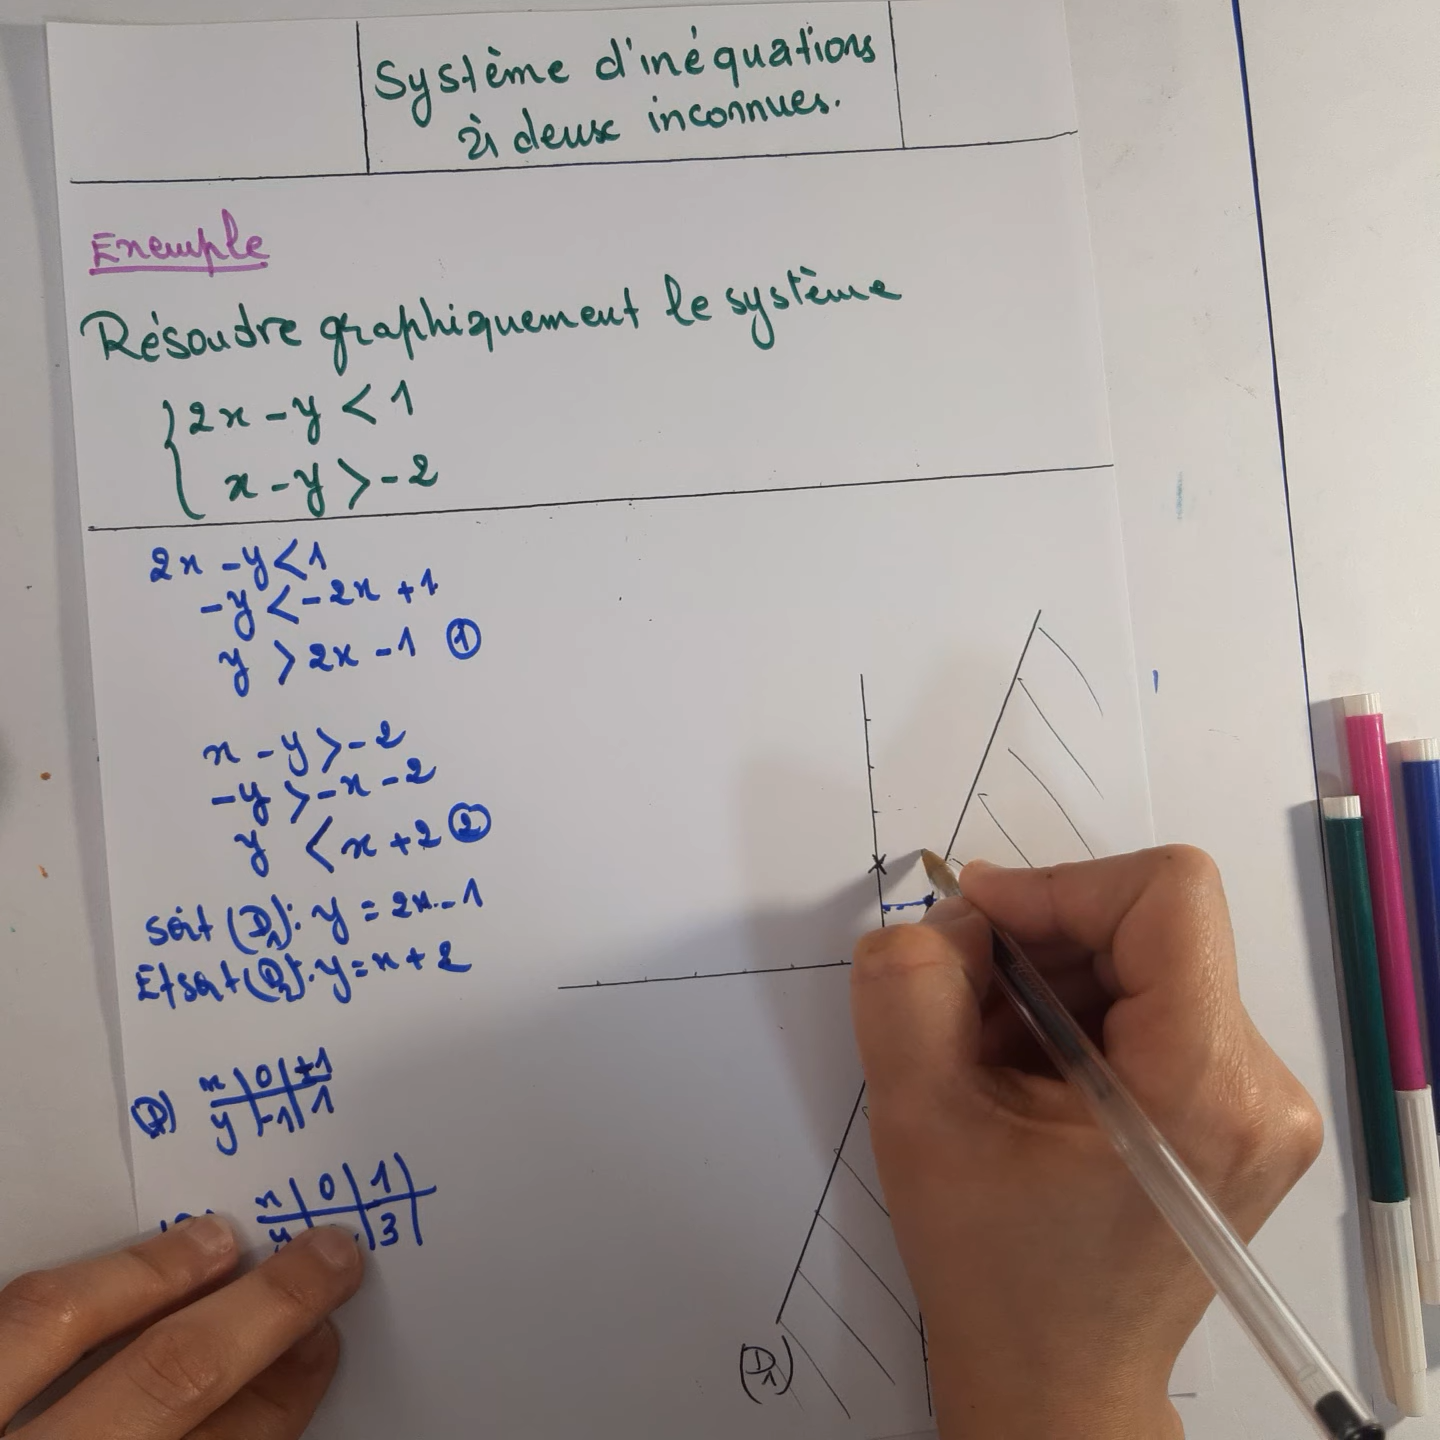 Système d'inéquations
à deux inconnues.
Exemple
Résoudre graphiquement le système
{ 2x - y < 1
x - y > -2
2x - y < 1
-y < -2x + 1
y > 2x - 1 ①
x - y > -2
-y > -x - 2
y < x + 2 ②
soit (D₁): y = 2x - 1
Et soit (D₂): y = x + 2
x | 0 | +1
y | -1 | 1
x | 0 | 1 |
y | 3 |
(D₁)